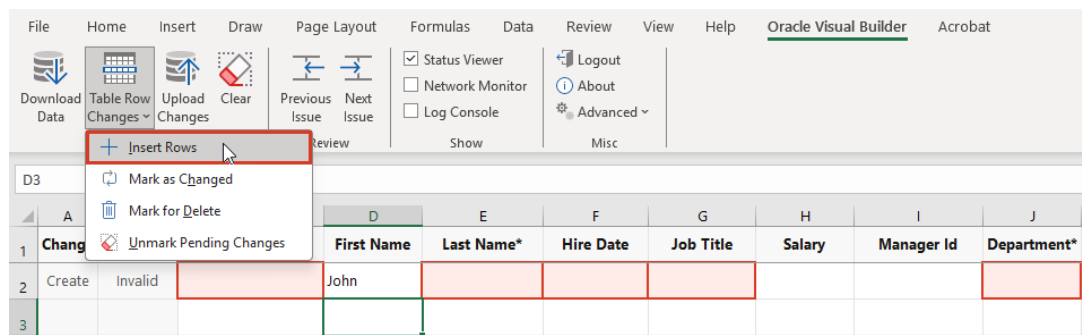 File Home Insert Draw Page Layout Formulas Data Review View Help Oracle Visual Builder Acrobat
Download Data
Table Row Changes
Upload Changes
Clear
Previous Issue
Next Issue
Status Viewer
Network Monitor
Log Console
Logout
About
Advanced
Show
Misc
Insert Rows
Mark as Changed
Mark for Delete
Unmark Pending Changes
D3
A D E F G H I J
1 First Name Last Name* Hire Date Job Title Salary Manager Id Department*
2 Create Invalid John
3